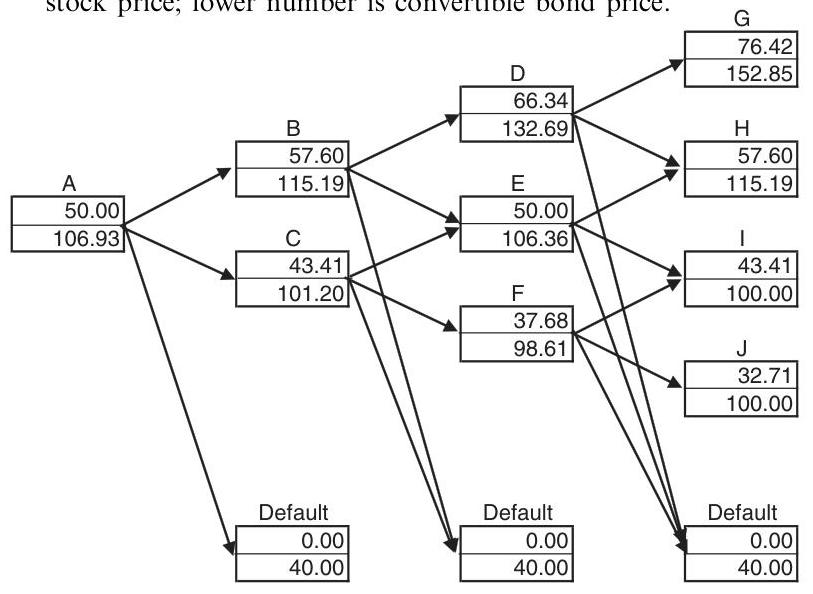 stock price; lower number is convertible bond price.
G
76.42
152.85
D
66.34
132.69
H
57.60
115.19
B
57.60
115.19
A
50.00
106.93
E
50.00
106.36
I
43.41
100.00
C
43.41
101.20
F
37.68
98.61
J
32.71
100.00
Default
0.00
40.00
Default
0.00
40.00
Default
0.00
40.00